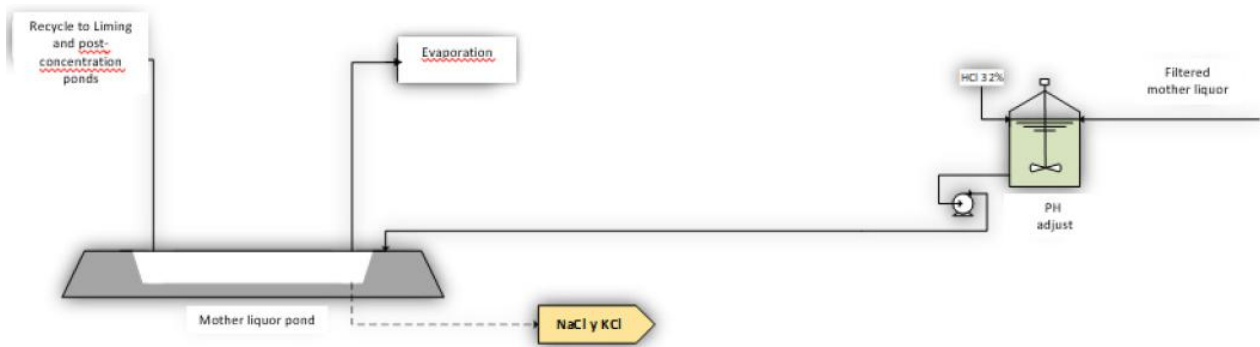 Recycle to Liming
and post-
concentration
ponds
Evaporation
HCl 32%
Filtered
mother liquor
PH
adjust
Mother liquor pond
NaCl y KCl